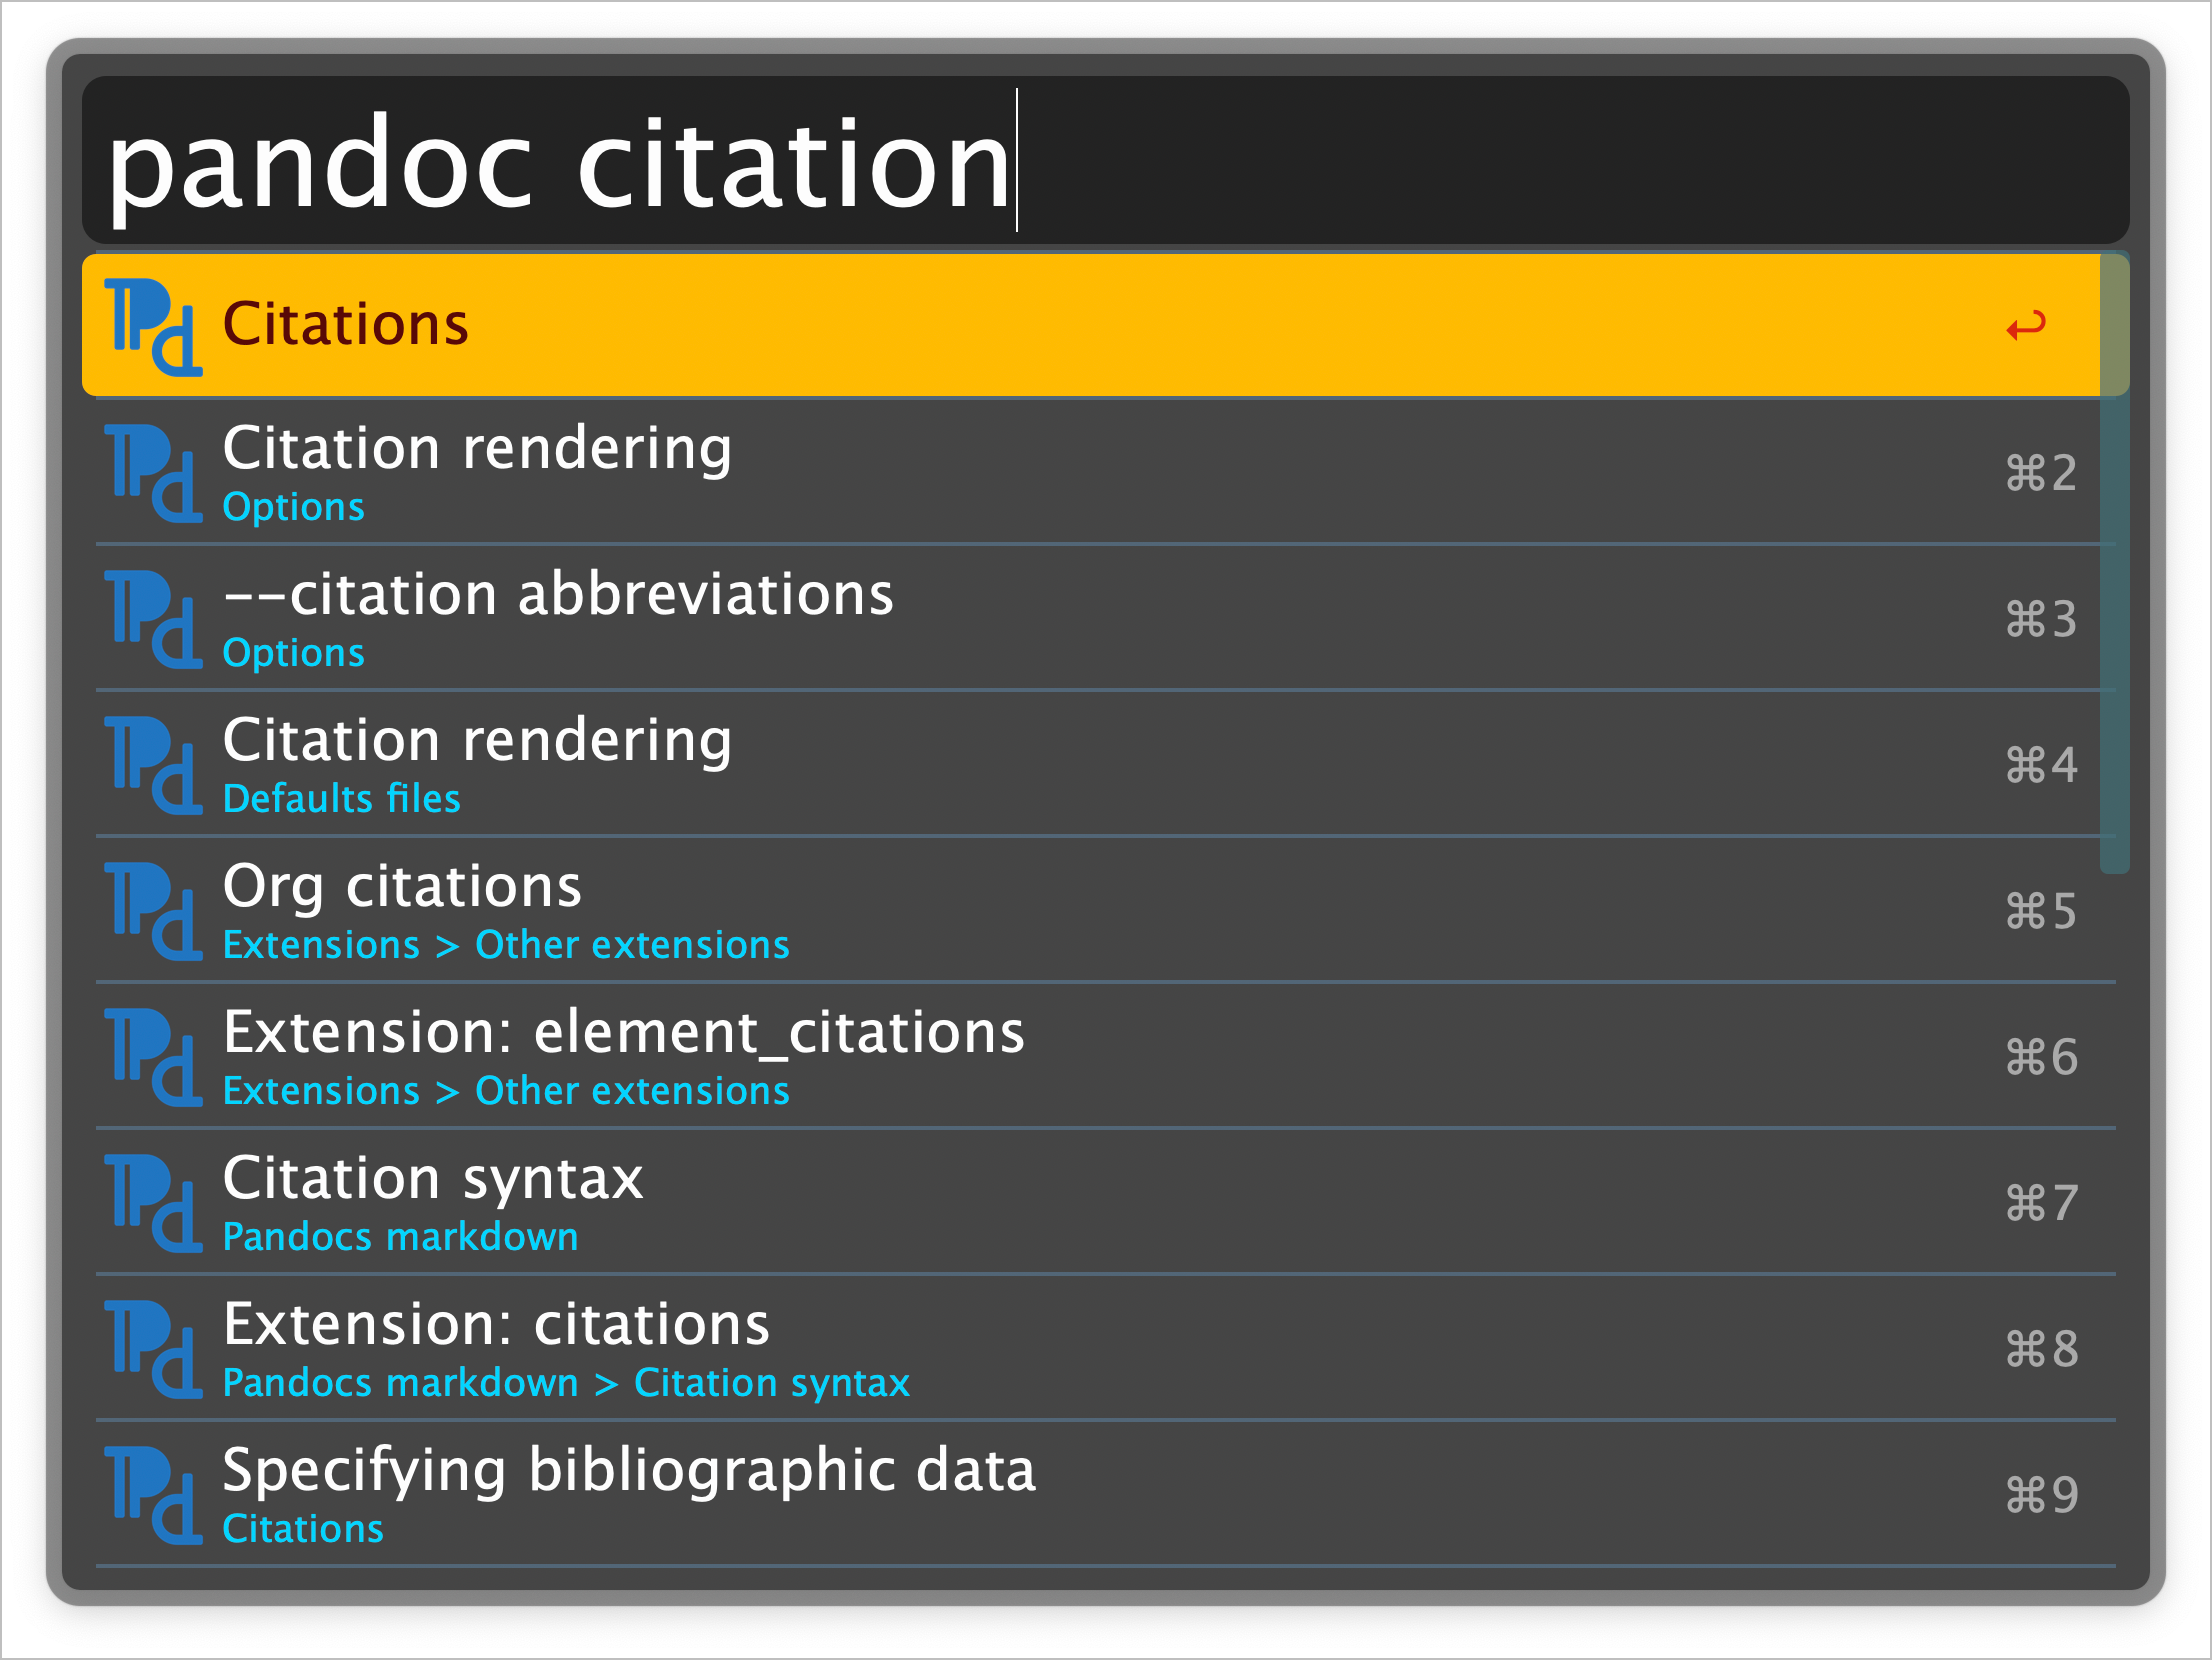 pandoc citation
Citations
Citation rendering
Options
⌘2
--citation abbreviations
Options
⌘3
Citation rendering
Defaults files
⌘4
Org citations
Extensions > Other extensions
⌘5
Extension: element_citations
Extensions > Other extensions
⌘6
Citation syntax
Pandocs markdown
⌘7
Extension: citations
Pandocs markdown > Citation syntax
⌘8
Specifying bibliographic data
Citations
⌘9